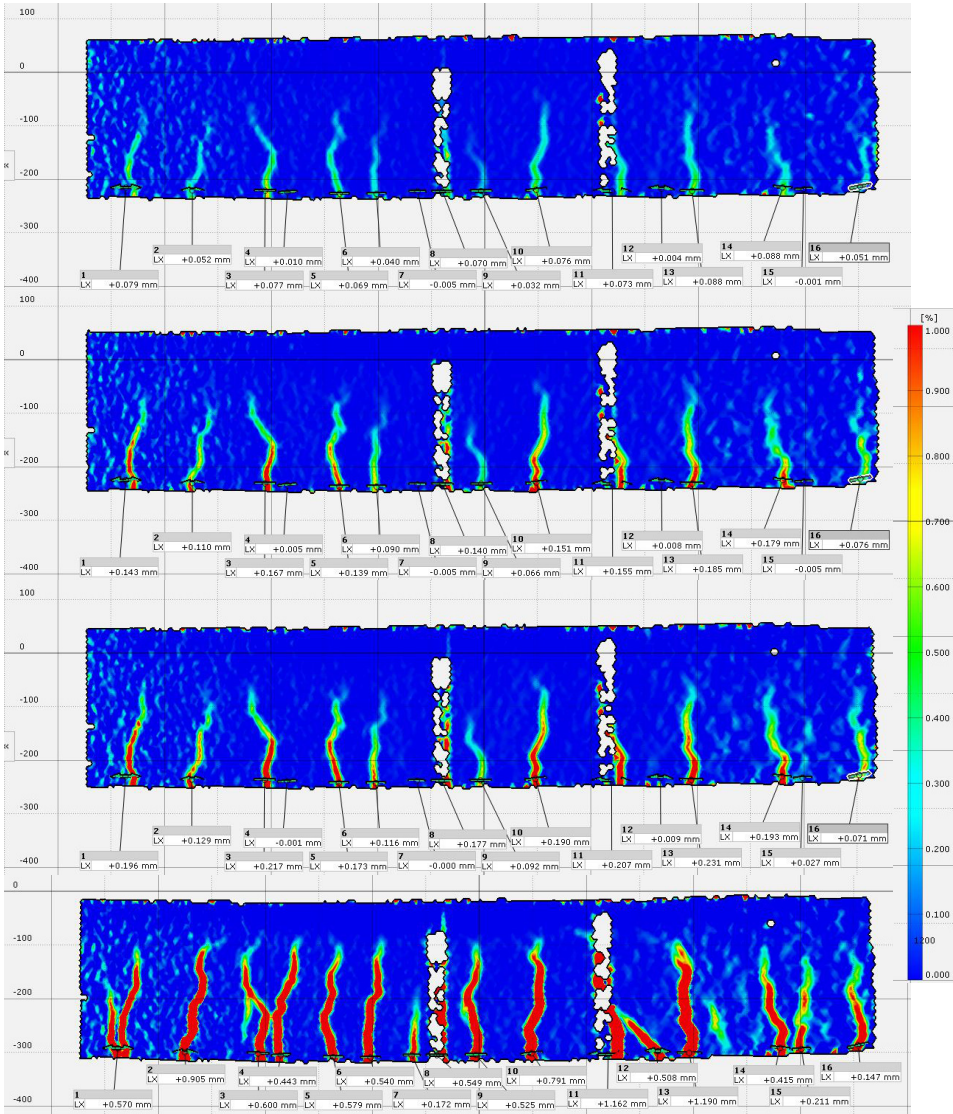 100
0
-100
-200
-300
-400
2
LX +0.052 mm
4
LX +0.010 mm
6
LX +0.040 mm
8
LX +0.070 mm
10
LX +0.076 mm
12
LX +0.004 mm
14
LX +0.088 mm
16
LX +0.051 mm
1
LX +0.079 mm
3
LX +0.077 mm
5
LX +0.069 mm
7
LX -0.005 mm
9
LX +0.032 mm
11
LX +0.073 mm
13
LX +0.088 mm
15
LX -0.001 mm
100
0
-100
-200
-300
-400
2
LX +0.110 mm
4
LX +0.005 mm
6
LX +0.090 mm
8
LX +0.140 mm
10
LX +0.151 mm
12
LX +0.008 mm
14
LX +0.179 mm
16
LX +0.076 mm
1
LX +0.143 mm
3
LX +0.167 mm
5
LX +0.139 mm
7
LX -0.005 mm
9
LX +0.066 mm
11
LX +0.155 mm
13
LX +0.185 mm
15
LX -0.005 mm
100
0
-100
-200
-300
-400
2
LX +0.129 mm
4
LX -0.001 mm
6
LX +0.116 mm
8
LX +0.177 mm
10
LX +0.190 mm
12
LX +0.009 mm
14
LX +0.193 mm
16
LX +0.071 mm
1
LX +0.196 mm
3
LX +0.217 mm
5
LX +0.173 mm
7
LX -0.000 mm
9
LX +0.092 mm
11
LX +0.207 mm
13
LX +0.231 mm
15
LX +0.027 mm
0
-100
-200
-300
-400
2
LX +0.905 mm
4
LX +0.443 mm
6
LX +0.540 mm
8
LX +0.549 mm
10
LX +0.791 mm
12
LX +0.508 mm
14
LX +0.415 mm
16
LX +0.147 mm
1
LX +0.570 mm
3
LX +0.600 mm
5
LX +0.579 mm
7
LX +0.172 mm
9
LX +0.525 mm
11
LX +1.162 mm
13
LX +1.190 mm
15
LX +0.211 mm
[%]
1.000
0.900
0.800
0.700
0.600
0.500
0.400
0.300
0.200
0.100
1200
0.000